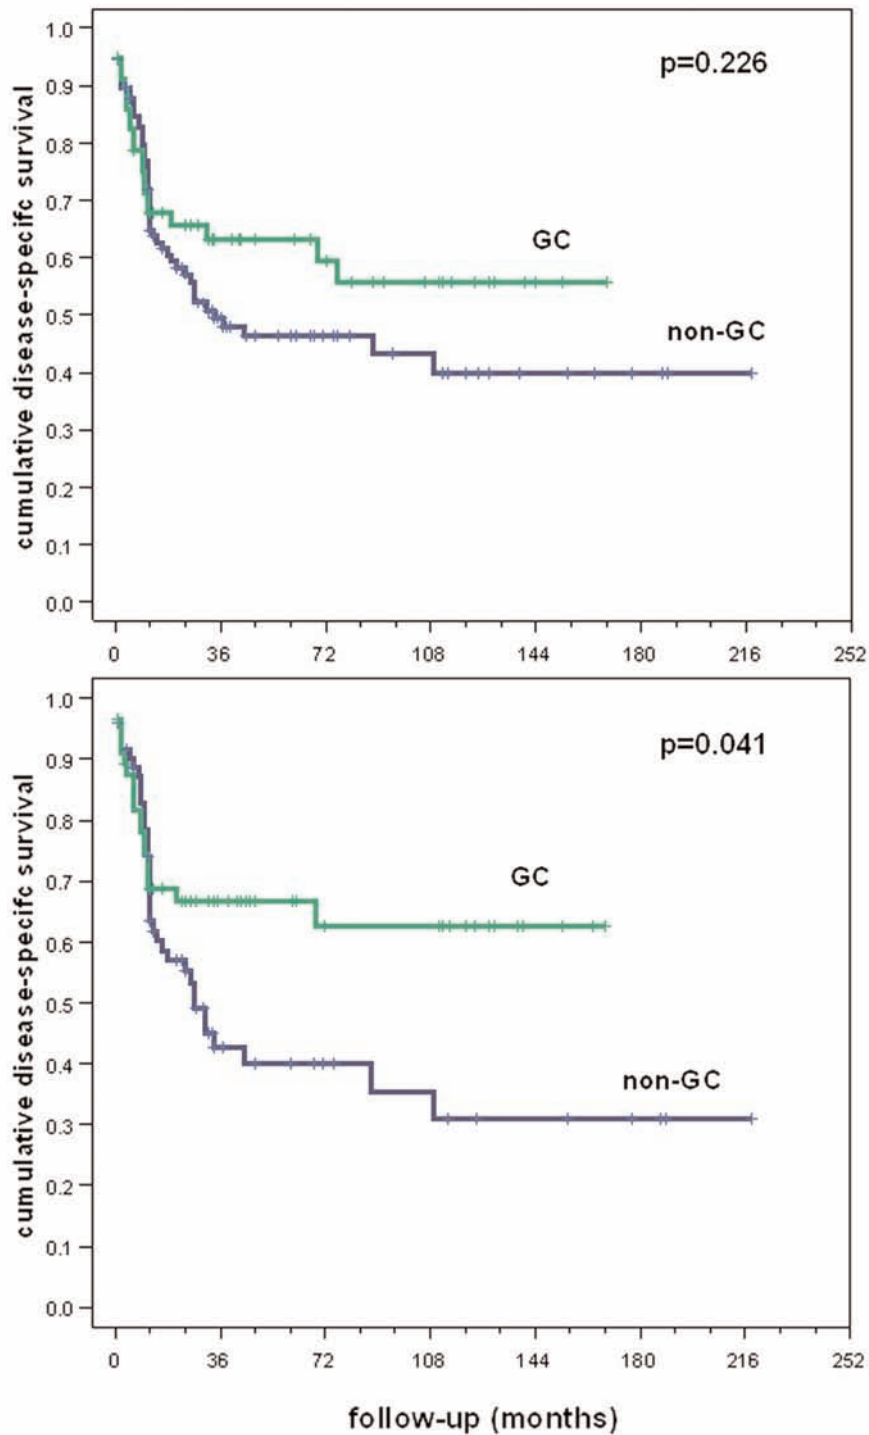 cumulative disease-specifc survival
1.0
0.9
0.8
0.7
0.6
0.5
0.4
0.3
0.2
0.1
0.0
p=0.226
GC
non-GC
0 36 72 108 144 180 216 252
cumulative disease-specifc survival
1.0
0.9
0.8
0.7
0.6
0.5
0.4
0.3
0.2
0.1
0.0
p=0.041
GC
non-GC
0 36 72 108 144 180 216 252
follow-up (months)